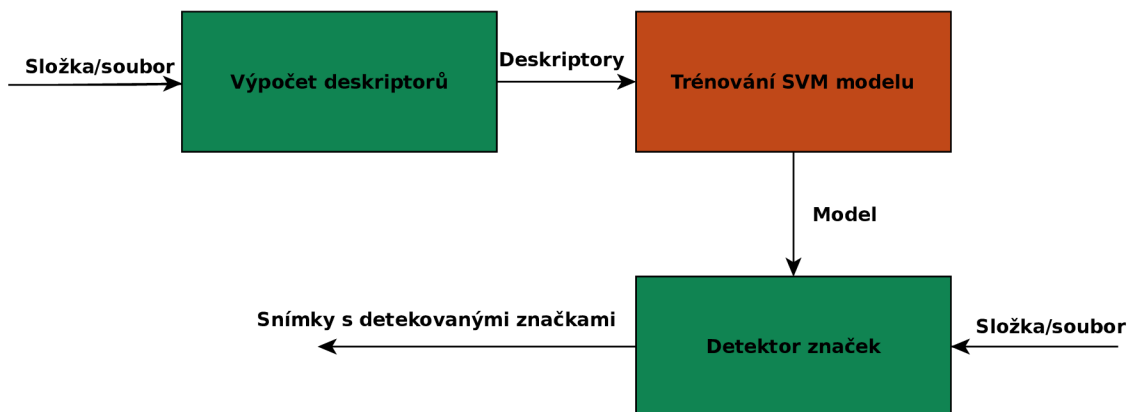 Složka/soubor
Výpočet deskriptorů
Deskriptory
Trénování SVM modelu
Model
Snímky s detekovanými značkami
Detektor značek
Složka/soubor